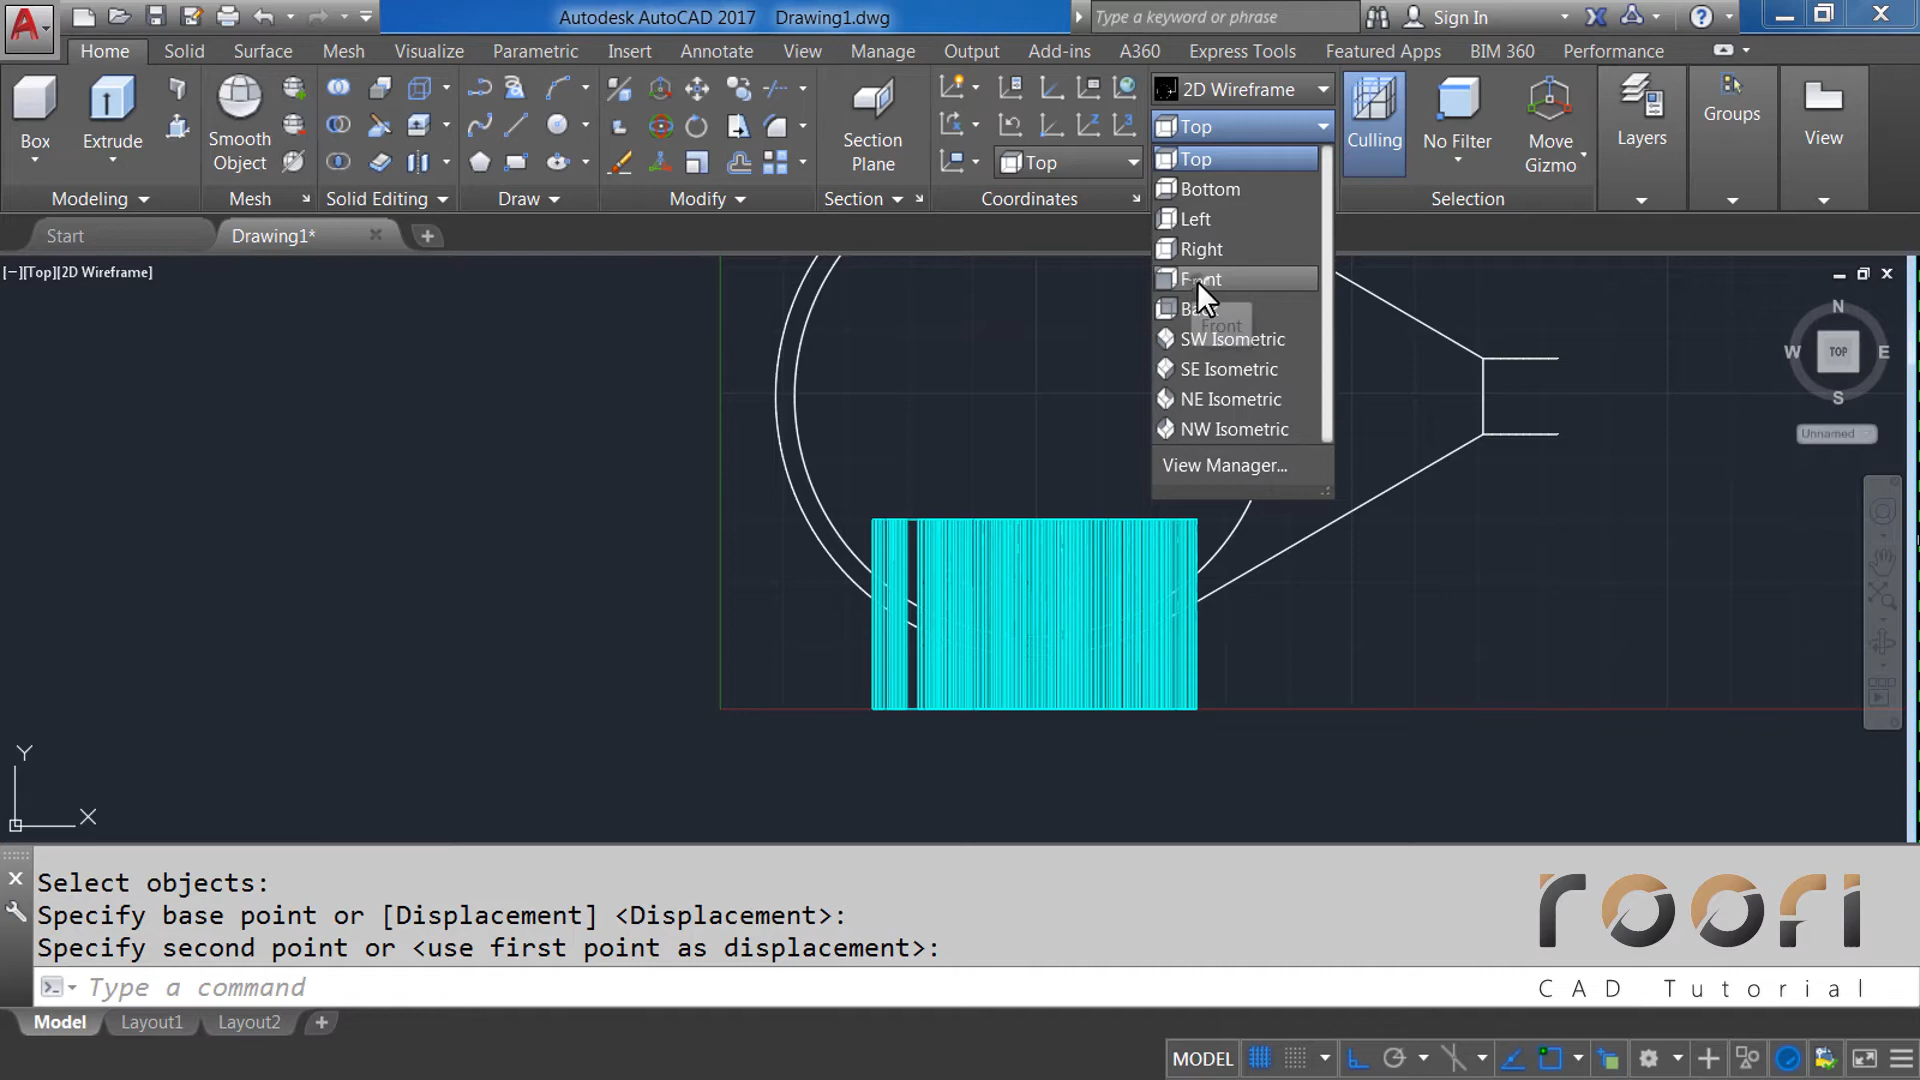 Autodesk AutoCAD 2017 Drawing1.dwg
Type a keyword or phrase
Sign In
Home Solid Surface Mesh Visualize Parametric Insert Annotate View Manage Output Add-ins A360 Express Tools Featured Apps BIM 360 Performance
Box
Extrude
Smooth Object
Section Plane
Top
2D Wireframe
Top
Culling
No Filter
Move Gizmo
Layers
Groups
View
Modeling Mesh Solid Editing Draw Modify Section Coordinates Selection
Top
Bottom
Left
Right
Front
Back
Front
SW Isometric
SE Isometric
NE Isometric
NW Isometric
View Manager...
Start
Drawing1*
[−][Top][2D Wireframe]
N
W TOP E
S
Unnamed
Y
X
Select objects:
Specify base point or [Displacement] <Displacement>:
Specify second point or <use first point as displacement>:
Type a command
roofi
CAD Tutorial
Model Layout1 Layout2
MODEL